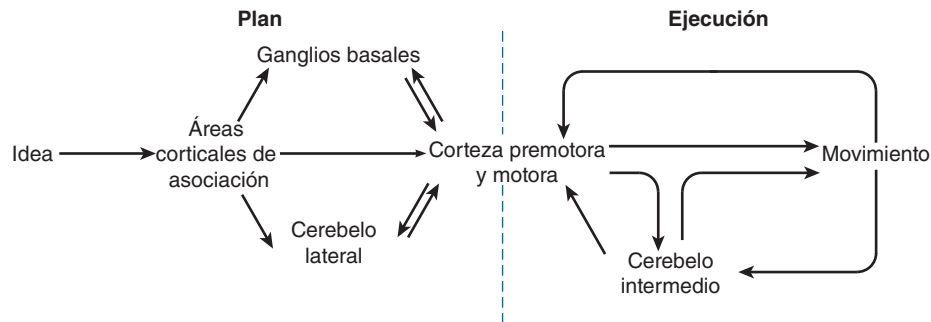 Plan
Ejecución
Ganglios basales
Idea
Áreas
corticales de
asociación
Corteza premotora
y motora
Movimiento
Cerebelo
lateral
Cerebelo
intermedio